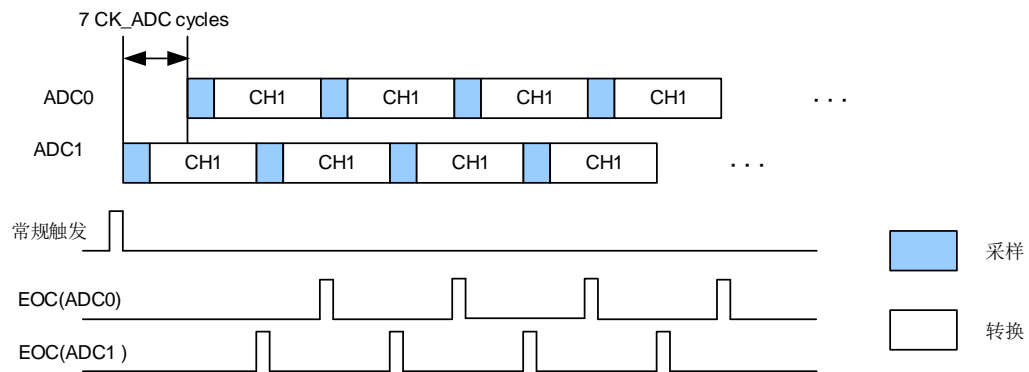 7 CK_ADC cycles
ADC0
CH1
CH1
CH1
CH1
. . .
ADC1
CH1
CH1
CH1
CH1
. . .
常规触发
采样
EOC(ADC0)
转换
EOC(ADC1 )